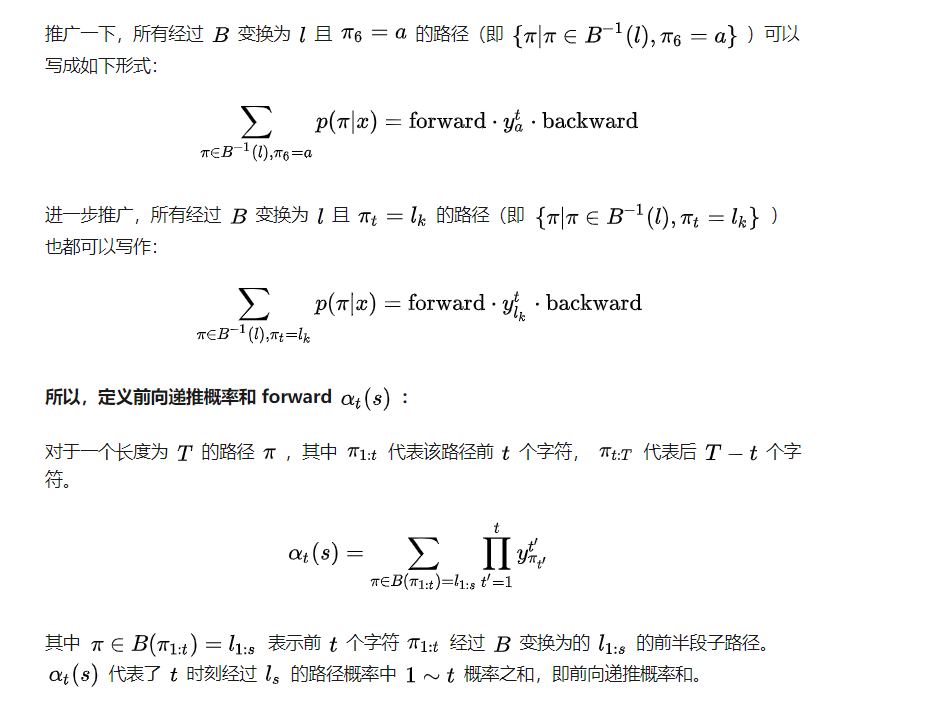 推广一下，所有经过 B 变换为 l 且 π₆ = a 的路径（即 {π|π ∈ B⁻¹(l), π₆ = a} ）可以
写成如下形式：
∑_{π∈B⁻¹(l),π₆=a} p(π|x) = forward · y_a^t · backward
进一步推广，所有经过 B 变换为 l 且 π_t = l_k 的路径（即 {π|π ∈ B⁻¹(l), π_t = l_k} ）
也都可以写作：
∑_{π∈B⁻¹(l),π_t=l_k} p(π|x) = forward · y_{l_k}^t · backward
所以，定义前向递推概率和 forward α_t(s) ：
对于一个长度为 T 的路径 π ，其中 π_{1:t} 代表该路径前 t 个字符， π_{t:T} 代表后 T − t 个字
符。
α_t(s) = ∑_{π∈B(π_{1:t})=l_{1:s}} ∏_{t′=1}^{t} y_{π_{t′}}^{t′}
其中 π ∈ B(π_{1:t}) = l_{1:s} 表示前 t 个字符 π_{1:t} 经过 B 变换为的 l_{1:s} 的前半段子路径。
α_t(s) 代表了 t 时刻经过 l_s 的路径概率中 1 ∼ t 概率之和，即前向递推概率和。